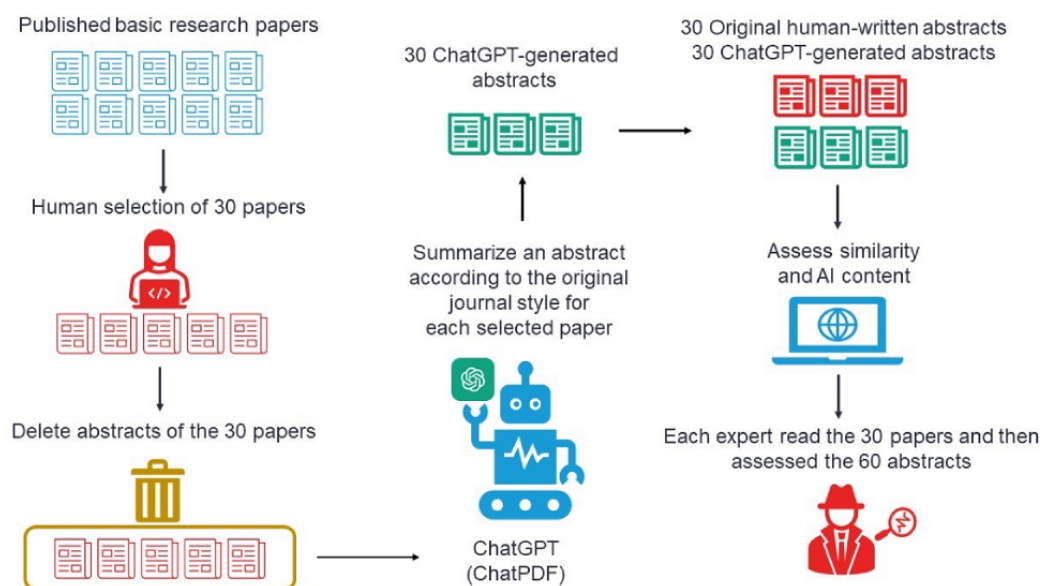 Published basic research papers
Human selection of 30 papers
</>
Delete abstracts of the 30 papers
ChatGPT
(ChatPDF)
Summarize an abstract
according to the original
journal style for
each selected paper
30 ChatGPT-generated
abstracts
30 Original human-written abstracts
30 ChatGPT-generated abstracts
Assess similarity
and AI content
Each expert read the 30 papers and then
assessed the 60 abstracts